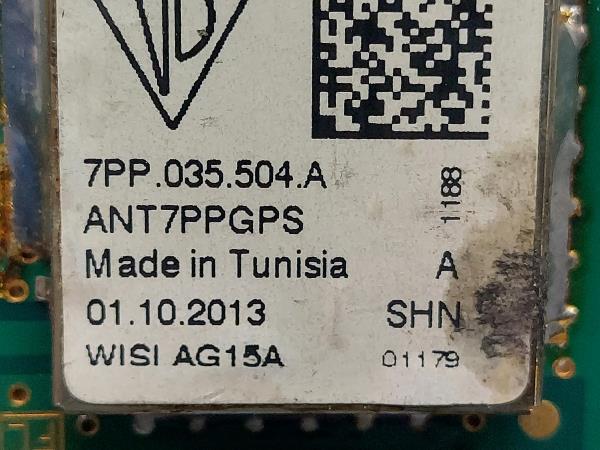 7PP.035.504.A
1188
ANT7PPGPS
Made in Tunisia A
01.10.2013 SHN
WISI AG15A 01179